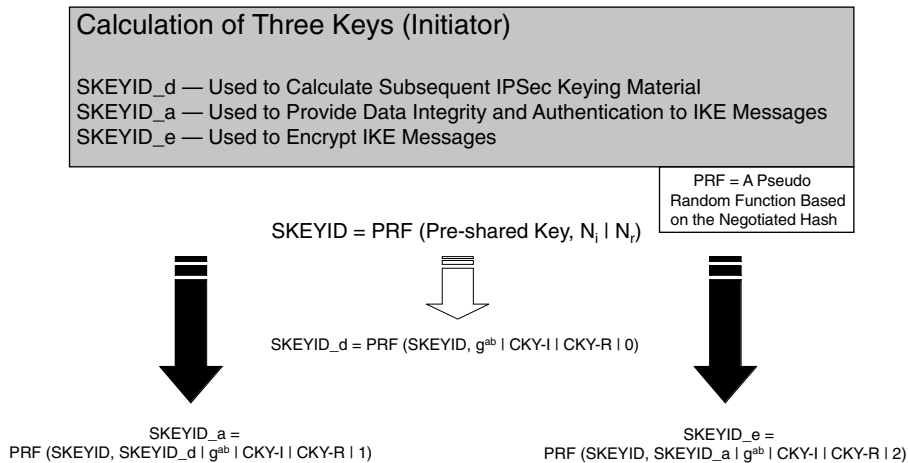 Calculation of Three Keys (Initiator)
SKEYID_d — Used to Calculate Subsequent IPSec Keying Material
SKEYID_a — Used to Provide Data Integrity and Authentication to IKE Messages
SKEYID_e — Used to Encrypt IKE Messages
PRF = A Pseudo
Random Function Based
on the Negotiated Hash
SKEYID = PRF (Pre-shared Key, Nᵢ | Nᵣ)
SKEYID_d = PRF (SKEYID, gᵃᵇ | CKY-I | CKY-R | 0)
SKEYID_a =
PRF (SKEYID, SKEYID_d | gᵃᵇ | CKY-I | CKY-R | 1)
SKEYID_e =
PRF (SKEYID, SKEYID_a | gᵃᵇ | CKY-I | CKY-R | 2)